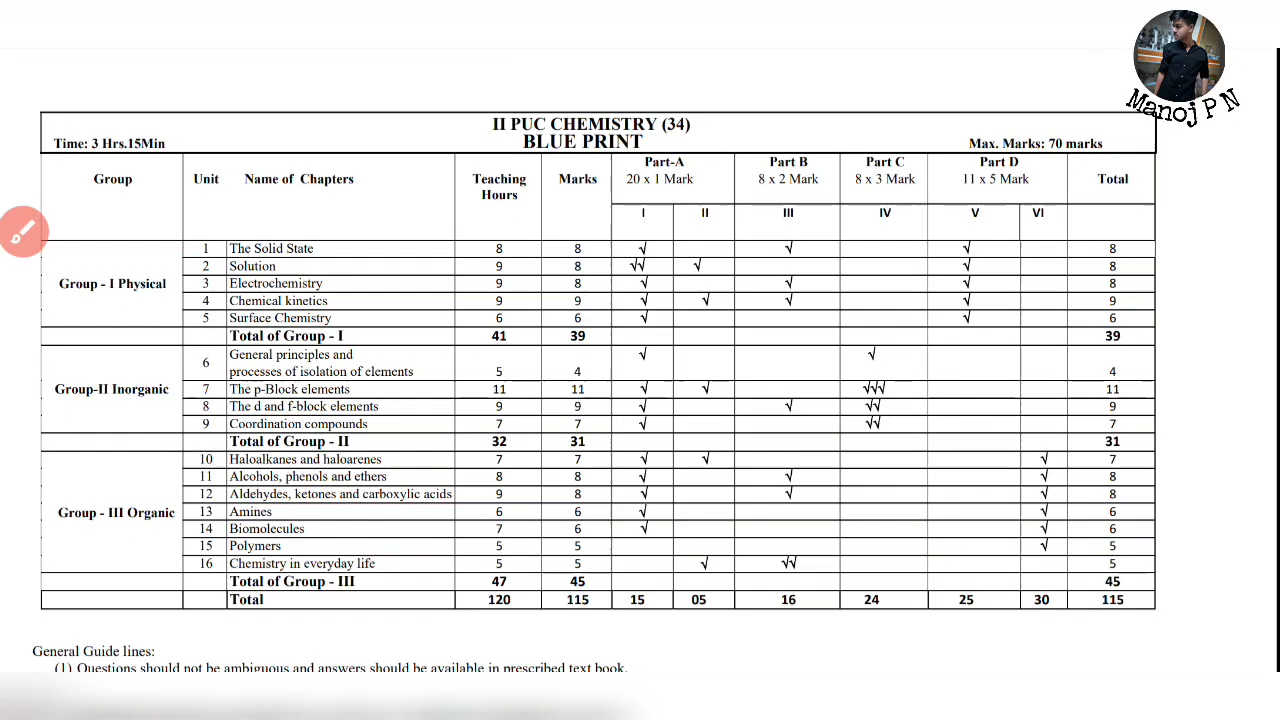 Manoj P N
II PUC CHEMISTRY (34)
Time: 3 Hrs.15Min BLUE PRINT Max. Marks: 70 marks
Group Unit Name of Chapters Teaching Hours Marks Part-A 20 x 1 Mark Part B 8 x 2 Mark Part C 8 x 3 Mark Part D 11 x 5 Mark Total
I II III IV V VI
1 The Solid State 8 8 √ √ √ 8
2 Solution 9 8 √√ √ √ 8
Group - I Physical 3 Electrochemistry 9 8 √ √ √ 8
4 Chemical kinetics 9 9 √ √ √ √ 9
5 Surface Chemistry 6 6 √ √ 6
Total of Group - I 41 39 39
6 General principles and √ √
processes of isolation of elements 5 4 4
Group-II Inorganic 7 The p-Block elements 11 11 √ √ √√√ 11
8 The d and f-block elements 9 9 √ √ √√ 9
9 Coordination compounds 7 7 √ √√ 7
Total of Group - II 32 31 31
10 Haloalkanes and haloarenes 7 7 √ √ √ 7
11 Alcohols, phenols and ethers 8 8 √ √ √ 8
12 Aldehydes, ketones and carboxylic acids 9 8 √ √ √ 8
Group - III Organic 13 Amines 6 6 √ √ 6
14 Biomolecules 7 6 √ √ 6
15 Polymers 5 5 √ 5
16 Chemistry in everyday life 5 5 √ √√ 5
Total of Group - III 47 45 45
Total 120 115 15 05 16 24 25 30 115
General Guide lines:
(1) Questions should not be ambiguous and answers should be available in prescribed text book.